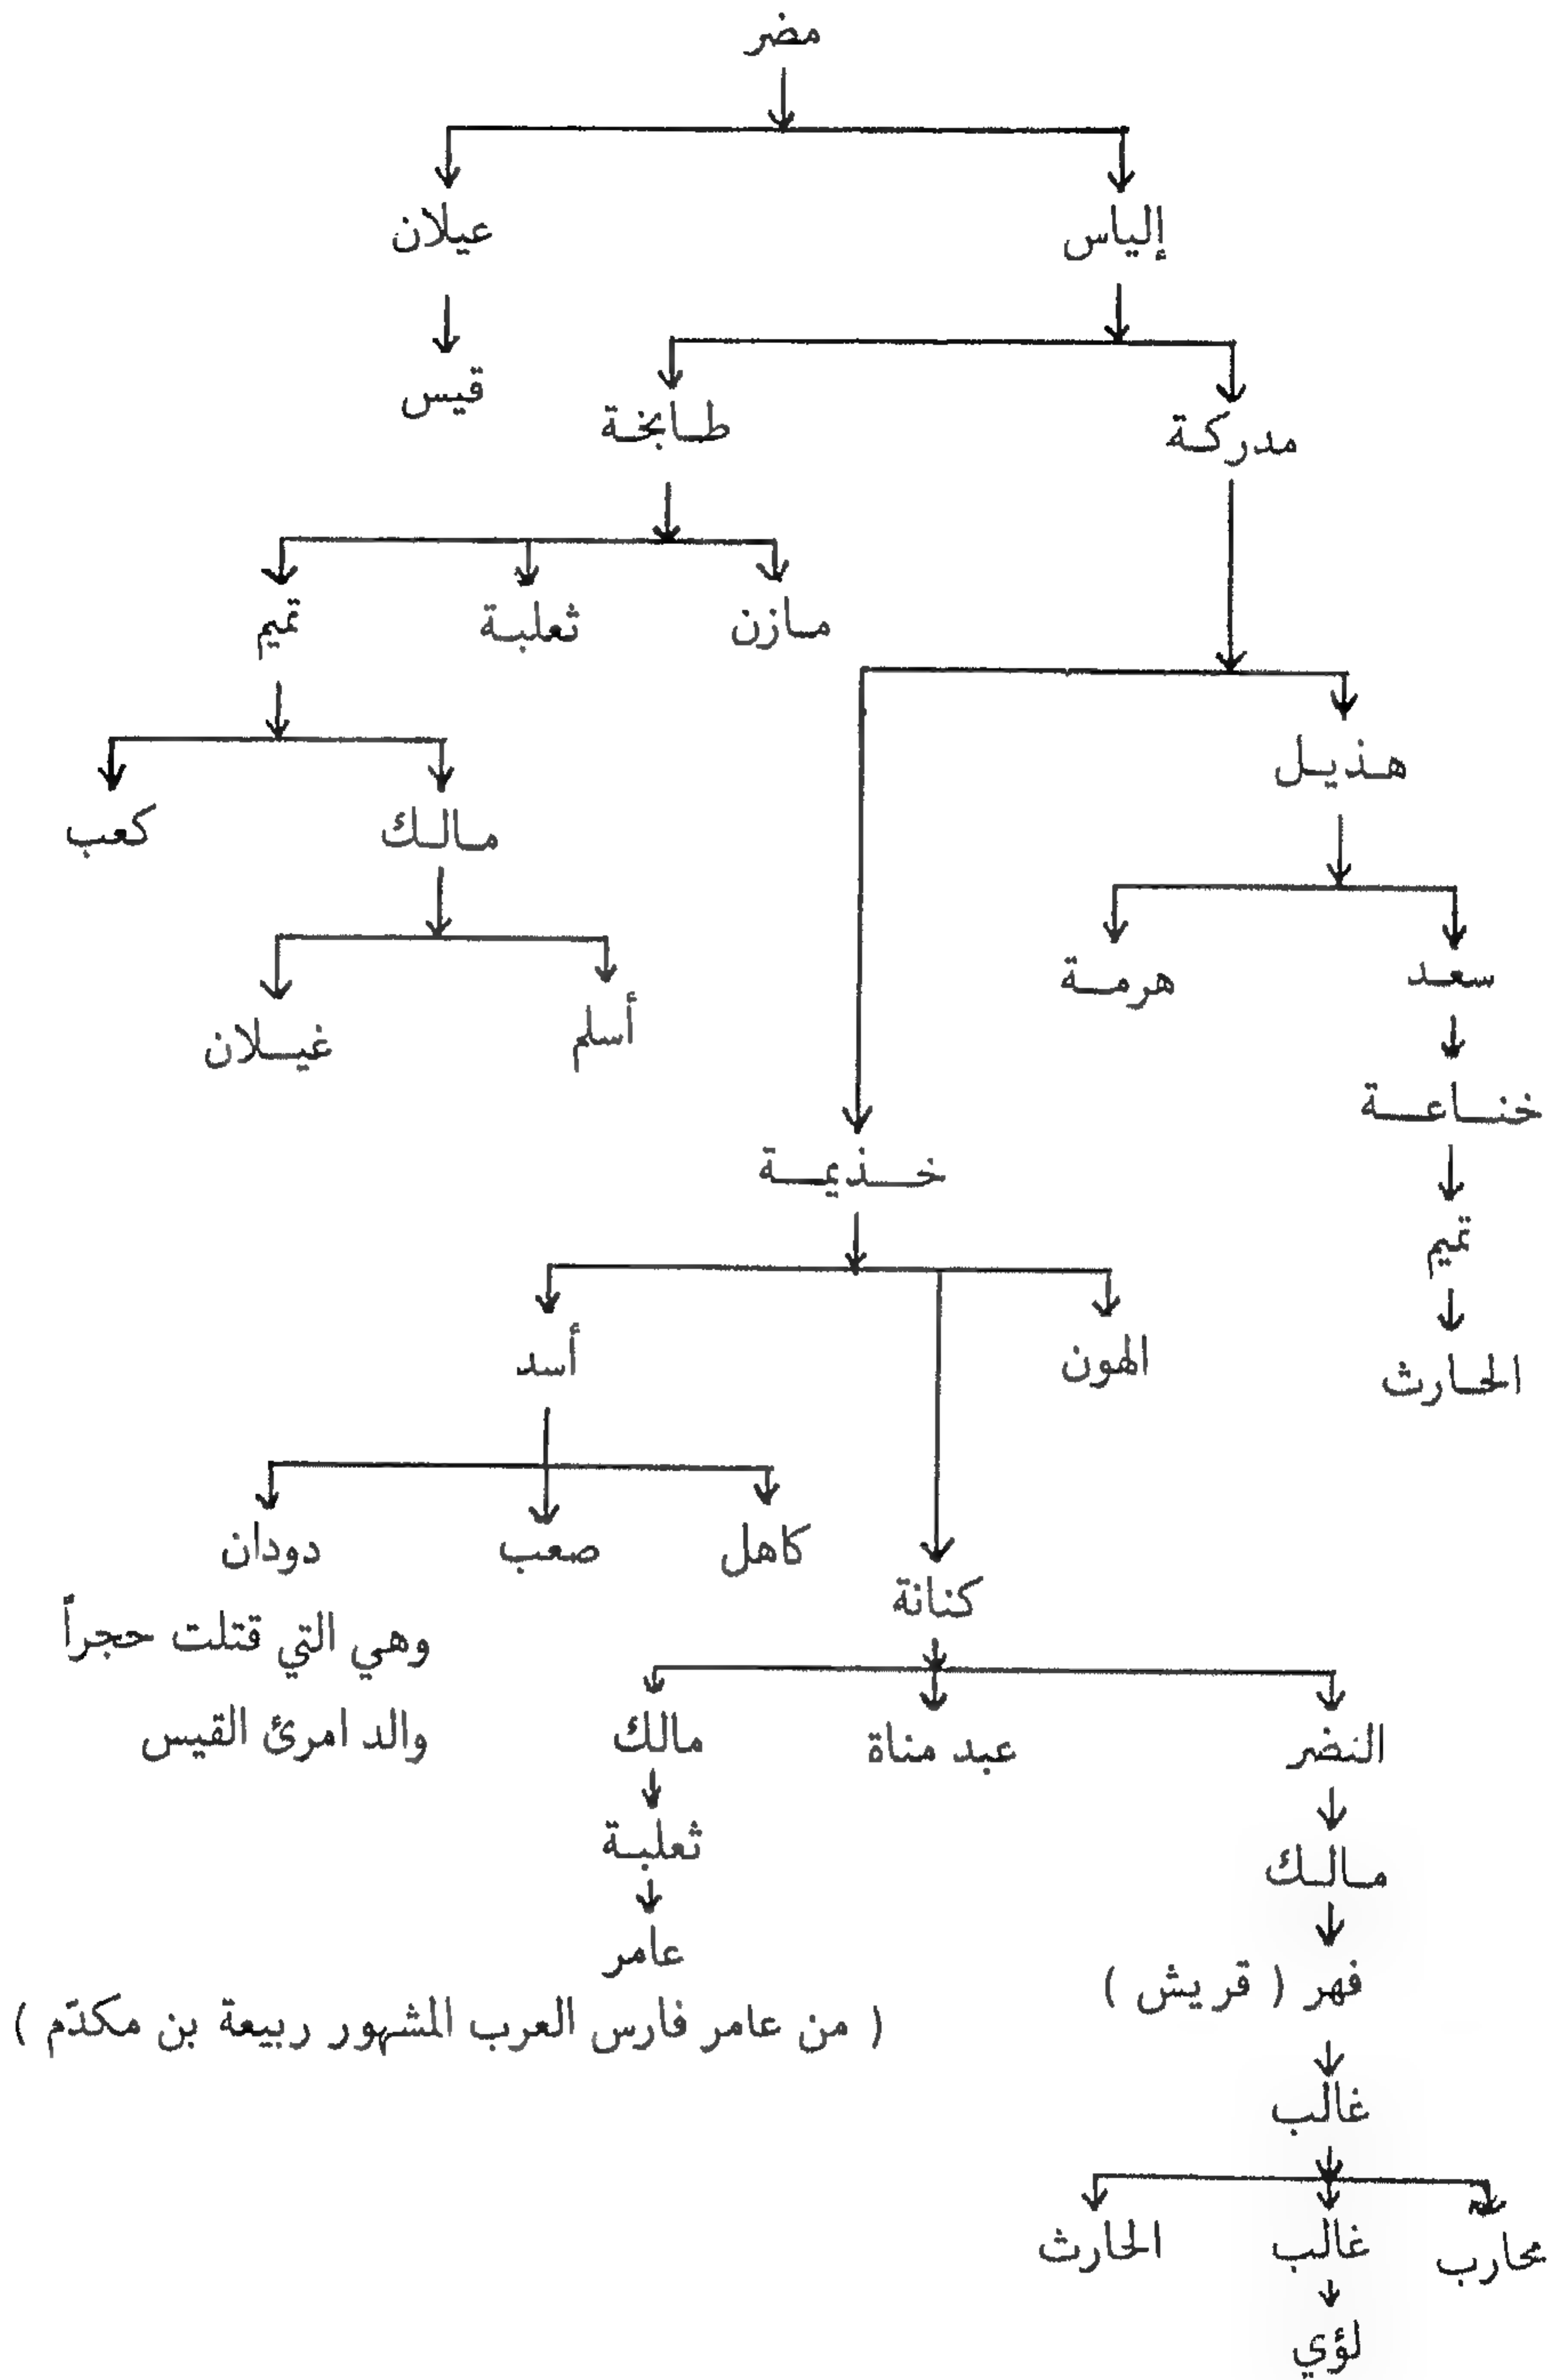 مضر
إلياس
عيلان
قيس
مدركة
طابخة
مازن
ثعلبة
تميم
هذيل
مالك
كعب
سعد
هرمة
أسلم
غيلان
خناعة
خذيمة
تميم
الهون
أسد
الحارث
كاهل
صعب
دودان
كنانة
وهي التي قتلت حجراً
والد امرئ القيس
النضر
عبد مناة
مالك
ثعلبة
مالك
عامر
فهر ( قريش )
( من عامر فارس العرب المشهور ربيعة بن مكدّم )
غالب
محارب
غالب
الحارث
لؤي